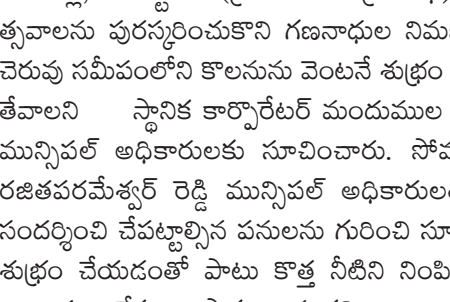 త్సవాలను పురస్కరించుకొని గణనాధుల
చెరువు సమీపంలోని కొలనును వెంటనే శుభ్రం
తేవాలని స్థానిక కార్పొరేటర్ మందుముల
మున్సిపల్ అధికారులకు సూచించారు.
రజితపరమేశ్వర్ రెడ్డి మున్సిపల్
సందర్శించి చేపట్టాల్సిన పనులను గురించి
శుభ్రం చేయడంతో పాటు కొత్త నీటిని